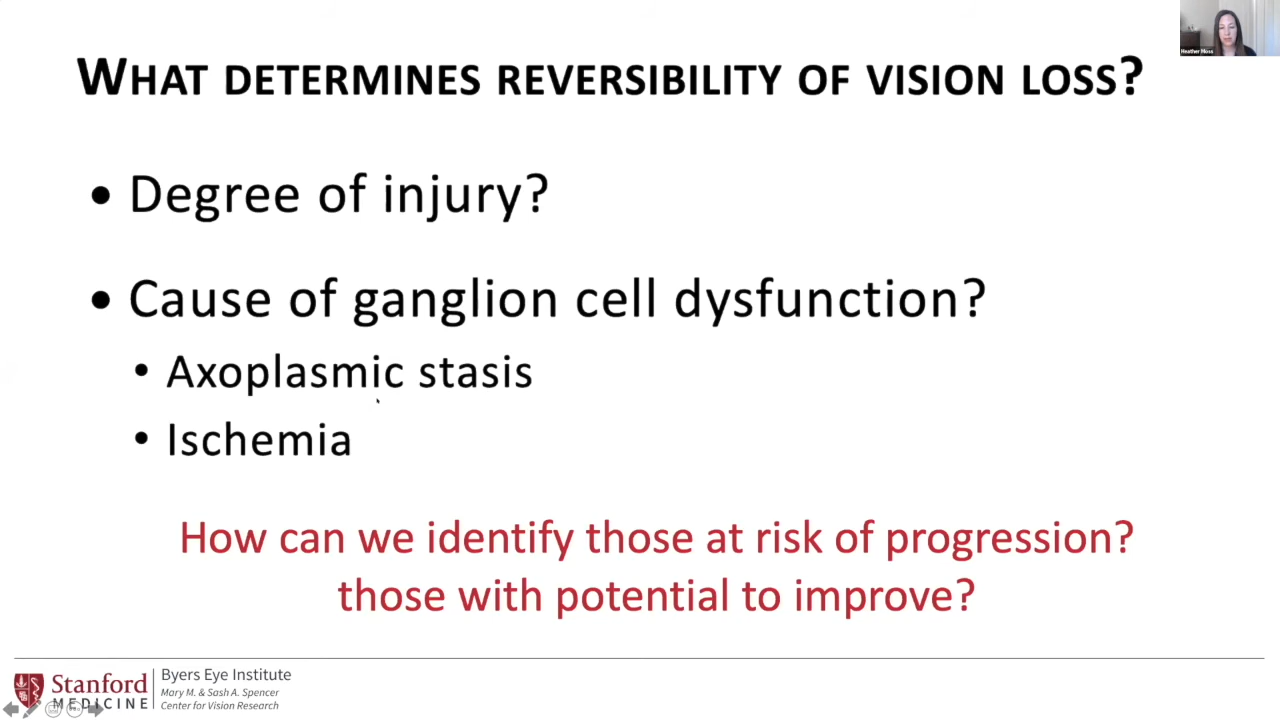 Heather Moss
WHAT DETERMINES REVERSIBILITY OF VISION LOSS?
• Degree of injury?
• Cause of ganglion cell dysfunction?
• Axoplasmic stasis
• Ischemia
How can we identify those at risk of progression?
those with potential to improve?
Stanford
MEDICINE
Byers Eye Institute
Mary M. & Sash A. Spencer
Center for Vision Research